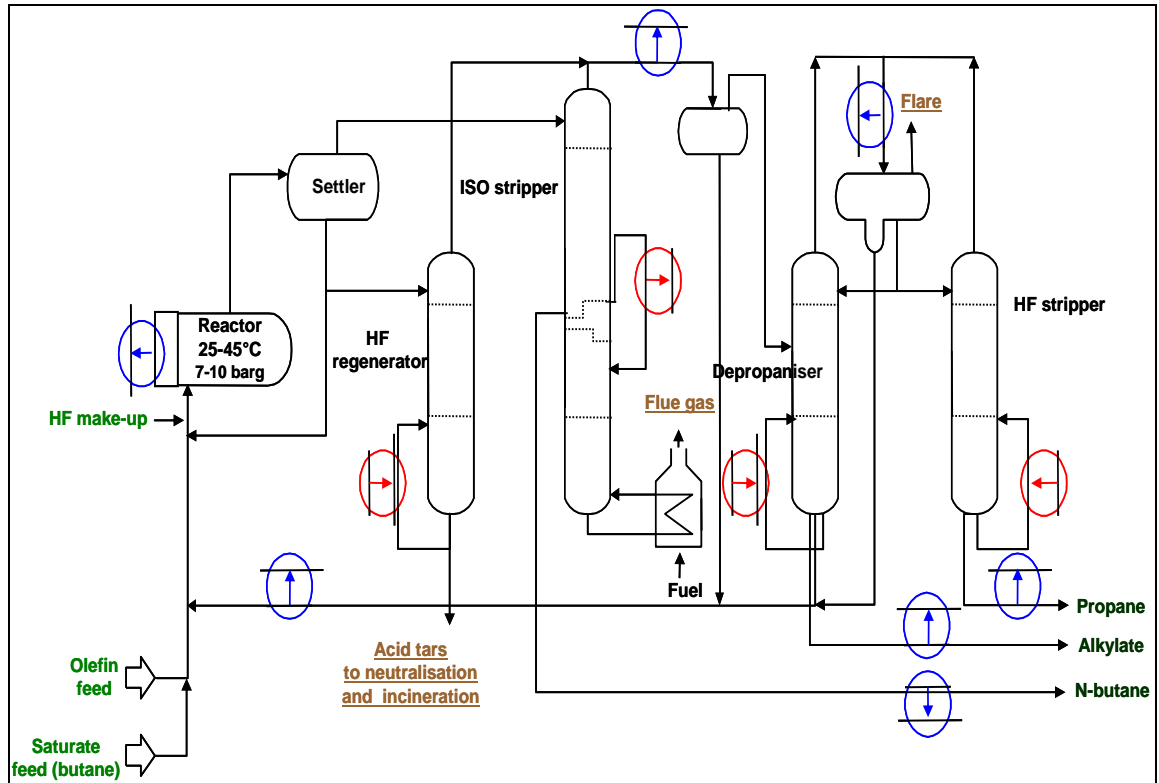 Flare
Settler
ISO stripper
HF stripper
Reactor
25-45°C
7-10 barg
HF
regenerator
Depropaniser
Flue gas
HF make-up
Fuel
Propane
Alkylate
Acid tars
to neutralisation
and incineration
Olefin
feed
N-butane
Saturate
feed (butane)